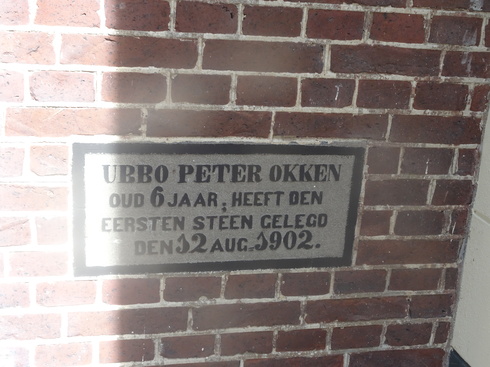 UBBO PETER OKKEN
OUD 6 JAAR, HEEFT DEN
EERSTEN STEEN GELEGD
DEN 12 AUG. 1902.